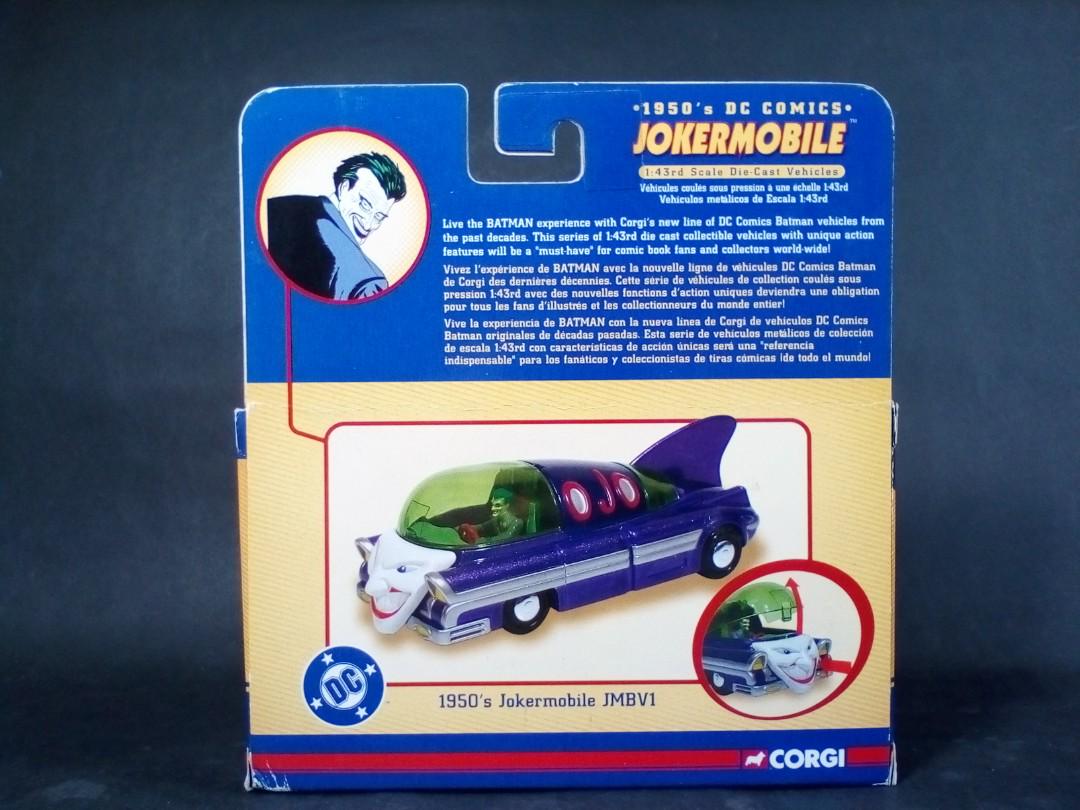 •1950's DC COMICS•
JOKERMOBILE™
1:43rd Scale Die-Cast Vehicles
Véhicules coulés sous pression à une échelle 1:43rd
Vehículos metálicos de Escala 1:43rd
Live the BATMAN experience with Corgi's new line of DC Comics Batman vehicles from
the past decades. This series of 1:43rd die cast collectible vehicles with unique action
features will be a "must-have" for comic book fans and collectors world-wide!
Vivez l'expérience de BATMAN avec la nouvelle ligne de véhicules DC Comics Batman
de Corgi des dernières décennies. Cette série de véhicules de collection coulés sous
pression 1:43rd avec des nouvelles fonctions d'action uniques deviendra une obligation
pour tous les fans d'illustrés et les collectionneurs du monde entier!
Vive la experiencia de BATMAN con la nueva línea de Corgi de vehículos DC Comics
Batman originales de décadas pasadas. Esta serie de vehículos metálicos de colección
de escala 1:43rd con características de acción únicas será una "referencia
indispensable" para los fanáticos y coleccionistas de tiras cómicas ¡de todo el mundo!
OJO
DC
1950's Jokermobile JMBV1
CORGI